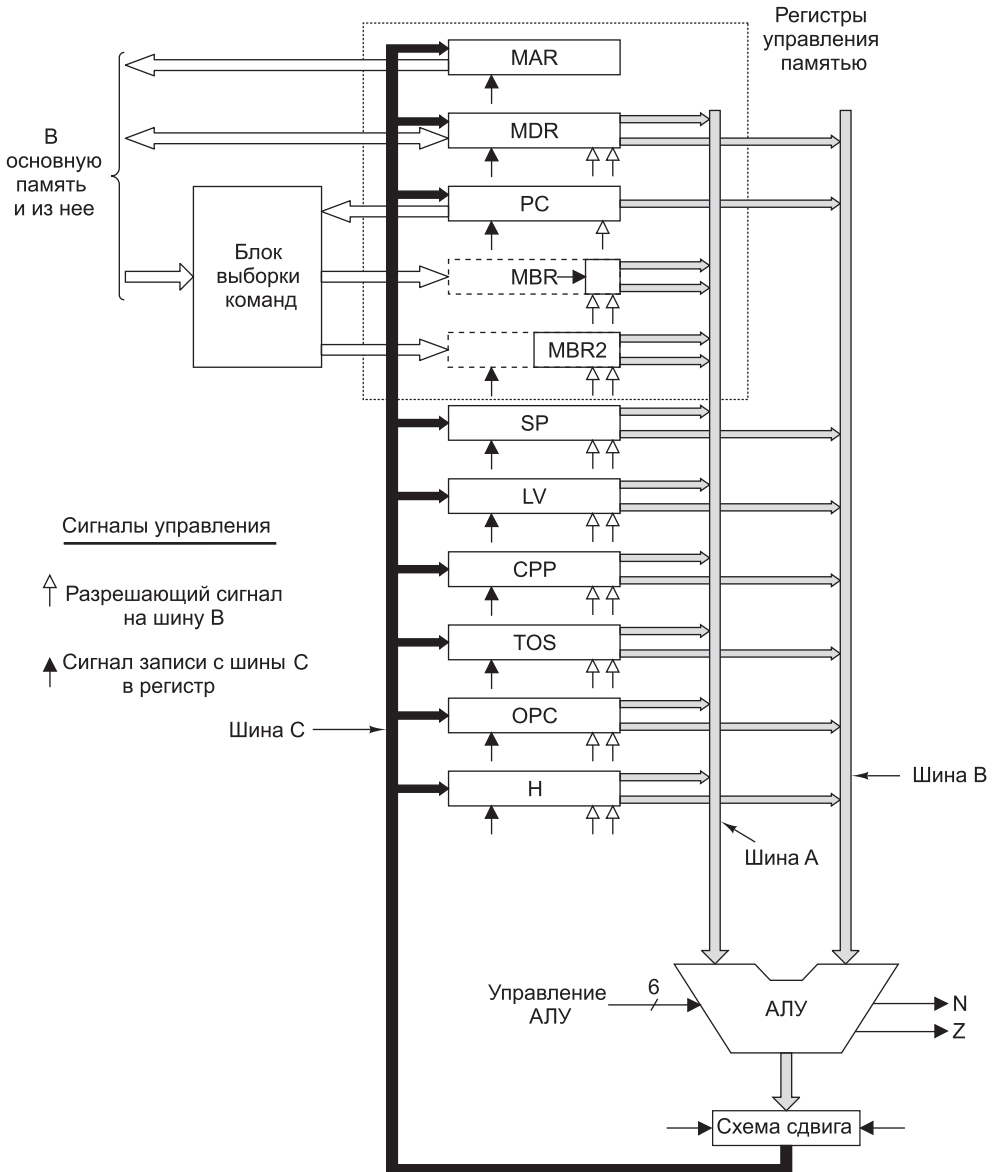 Регистры
управления
памятью
MAR
MDR
В
основную
память
и из нее
PC
Блок
выборки
команд
MBR
MBR2
SP
LV
Сигналы управления
CPP
Разрешающий сигнал
на шину B
TOS
Сигнал записи с шины C
в регистр
OPC
Шина C
H
Шина B
Шина A
Управление
АЛУ
6
АЛУ
N
Z
Схема сдвига